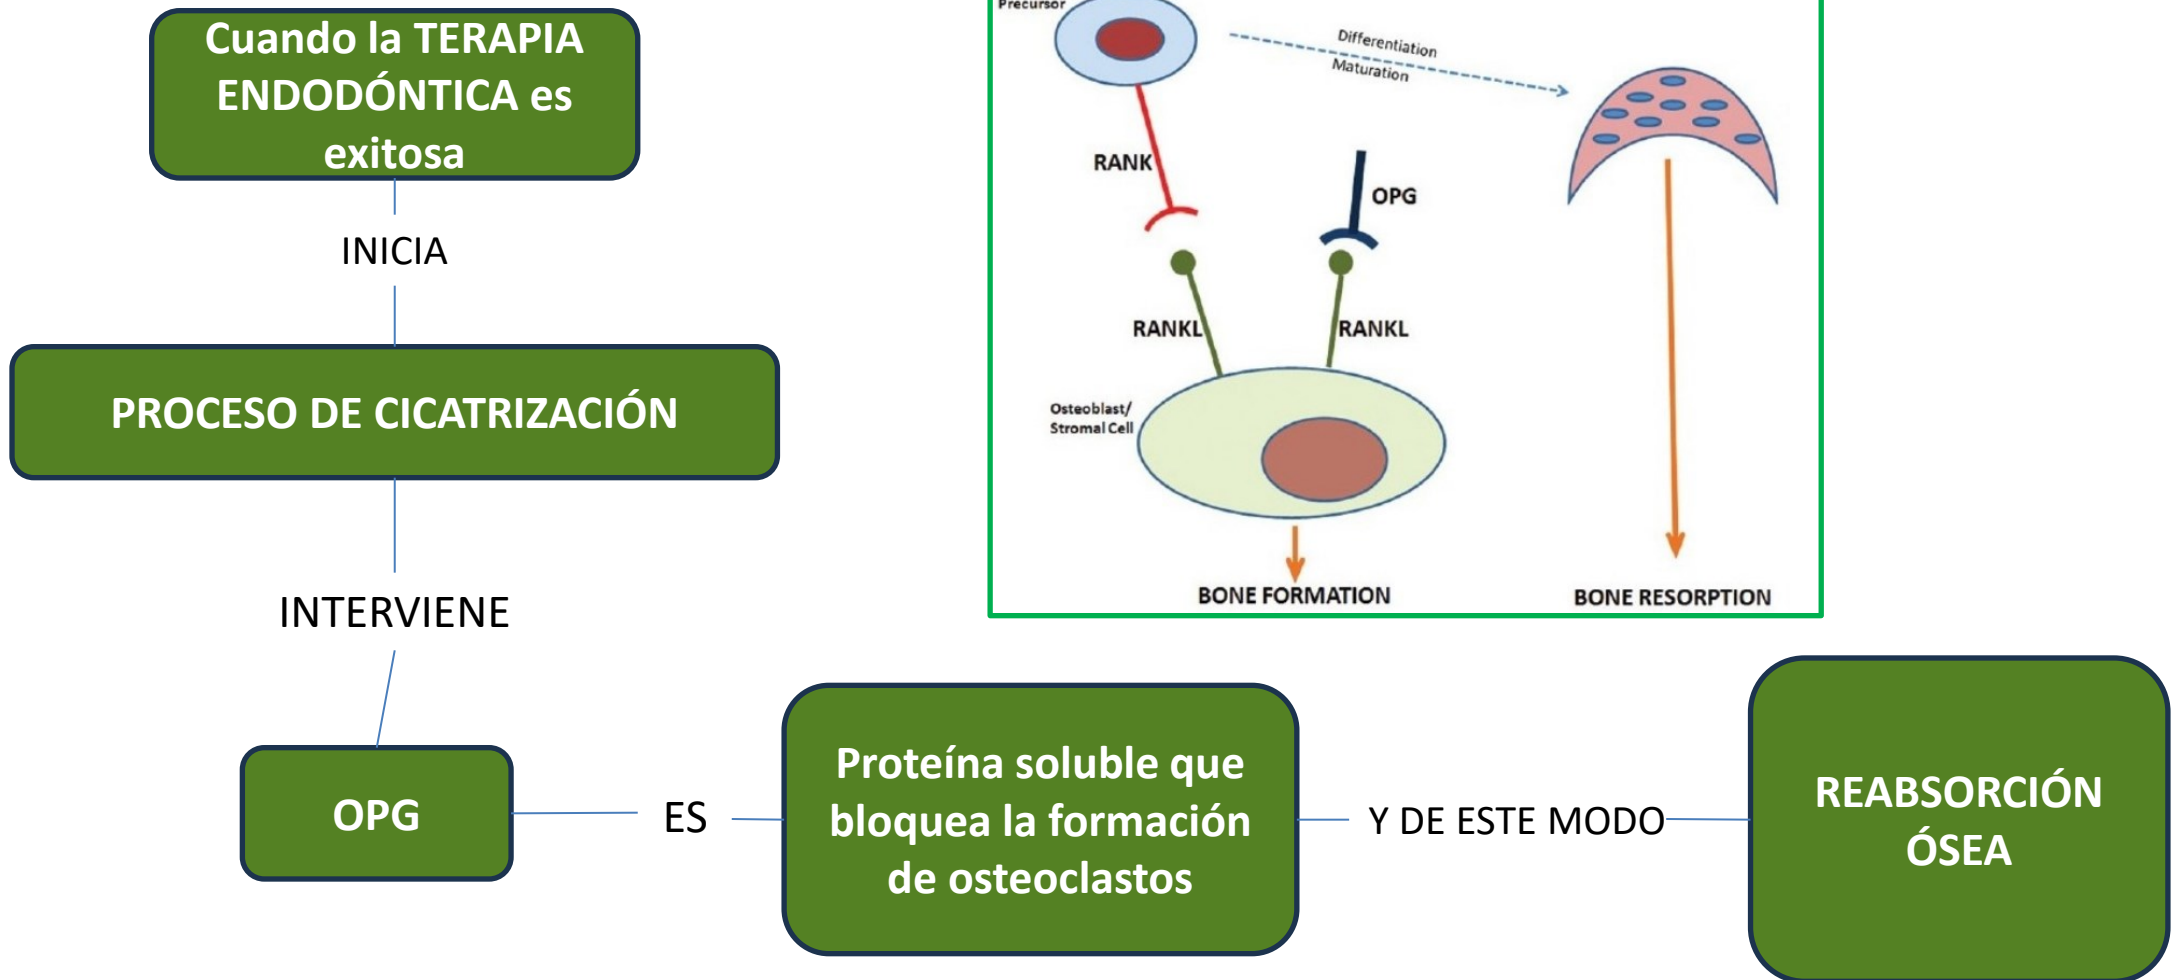 Cuando la TERAPIA
ENDODÓNTICA es
exitosa
INICIA
PROCESO DE CICATRIZACIÓN
INTERVIENE
OPG
ES
Proteína soluble que
bloquea la formación
de osteoclastos
Y DE ESTE MODO
REABSORCIÓN
ÓSEA
Precursor
Differentiation
Maturation
RANK
OPG
RANKL
RANKL
Osteoblast/
Stromal Cell
BONE FORMATION
BONE RESORPTION